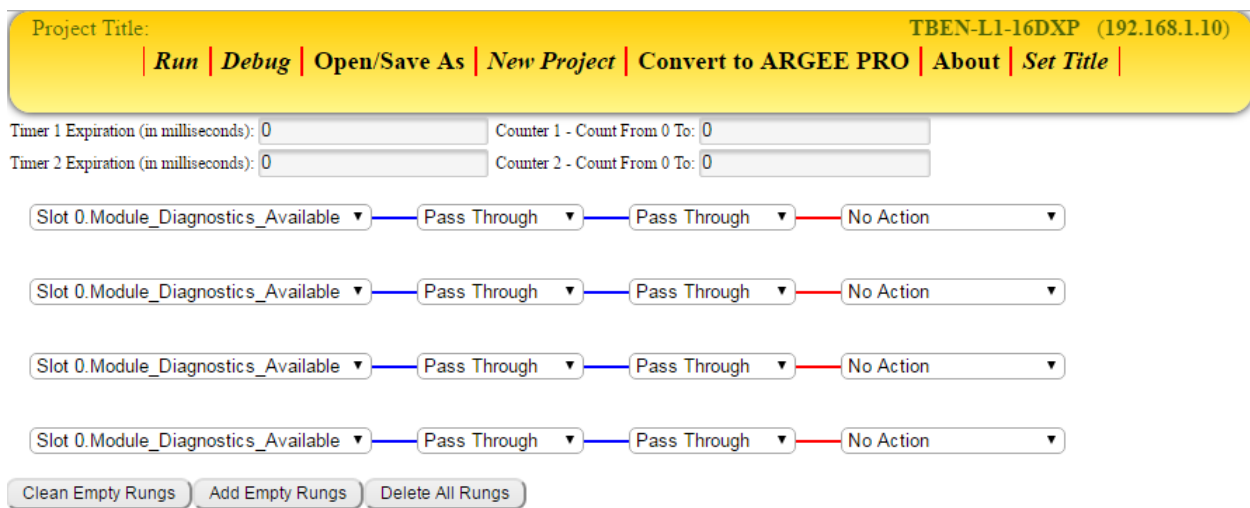 Project Title: TBEN-L1-16DXP (192.168.1.10)
Run | Debug | Open/Save As | New Project | Convert to ARGEE PRO | About | Set Title
Timer 1 Expiration (in milliseconds): 0 Counter 1 - Count From 0 To: 0
Timer 2 Expiration (in milliseconds): 0 Counter 2 - Count From 0 To: 0
Slot 0.Module_Diagnostics_Available Pass Through Pass Through No Action
Slot 0.Module_Diagnostics_Available Pass Through Pass Through No Action
Slot 0.Module_Diagnostics_Available Pass Through Pass Through No Action
Slot 0.Module_Diagnostics_Available Pass Through Pass Through No Action
Clean Empty Rungs Add Empty Rungs Delete All Rungs